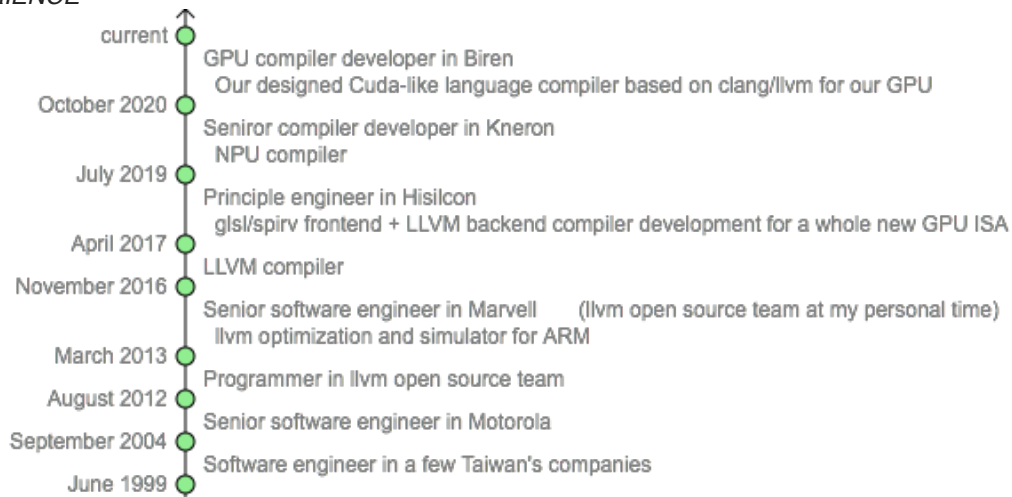 current
GPU compiler developer in Biren
Our designed Cuda-like language compiler based on clang/llvm for our GPU
October 2020
Seniror compiler developer in Kneron
NPU compiler
July 2019
Principle engineer in Hisilcon
glsl/spirv frontend + LLVM backend compiler development for a whole new GPU ISA
April 2017
LLVM compiler
November 2016
Senior software engineer in Marvell (llvm open source team at my personal time)
llvm optimization and simulator for ARM
March 2013
Programmer in llvm open source team
August 2012
Senior software engineer in Motorola
September 2004
Software engineer in a few Taiwan's companies
June 1999